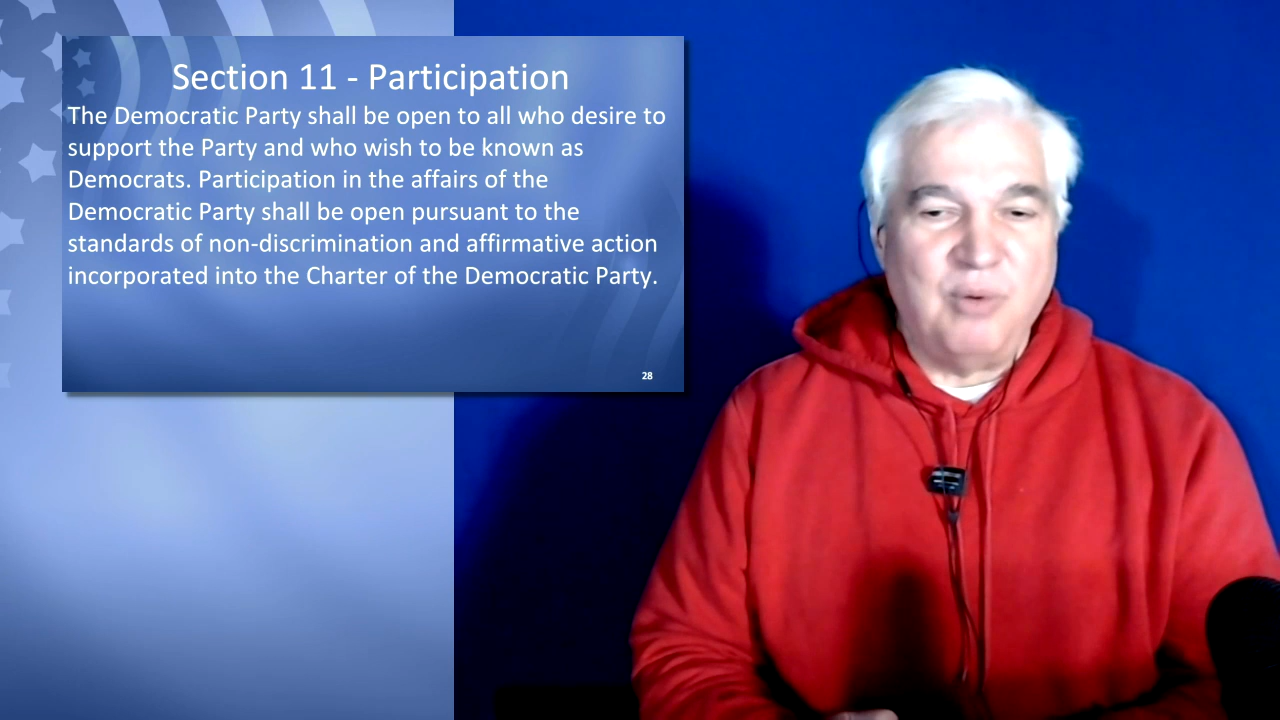 Section 11 - Participation
The Democratic Party shall be open to all who desire to
support the Party and who wish to be known as
Democrats. Participation in the affairs of the
Democratic Party shall be open pursuant to the
standards of non-discrimination and affirmative action
incorporated into the Charter of the Democratic Party.
28